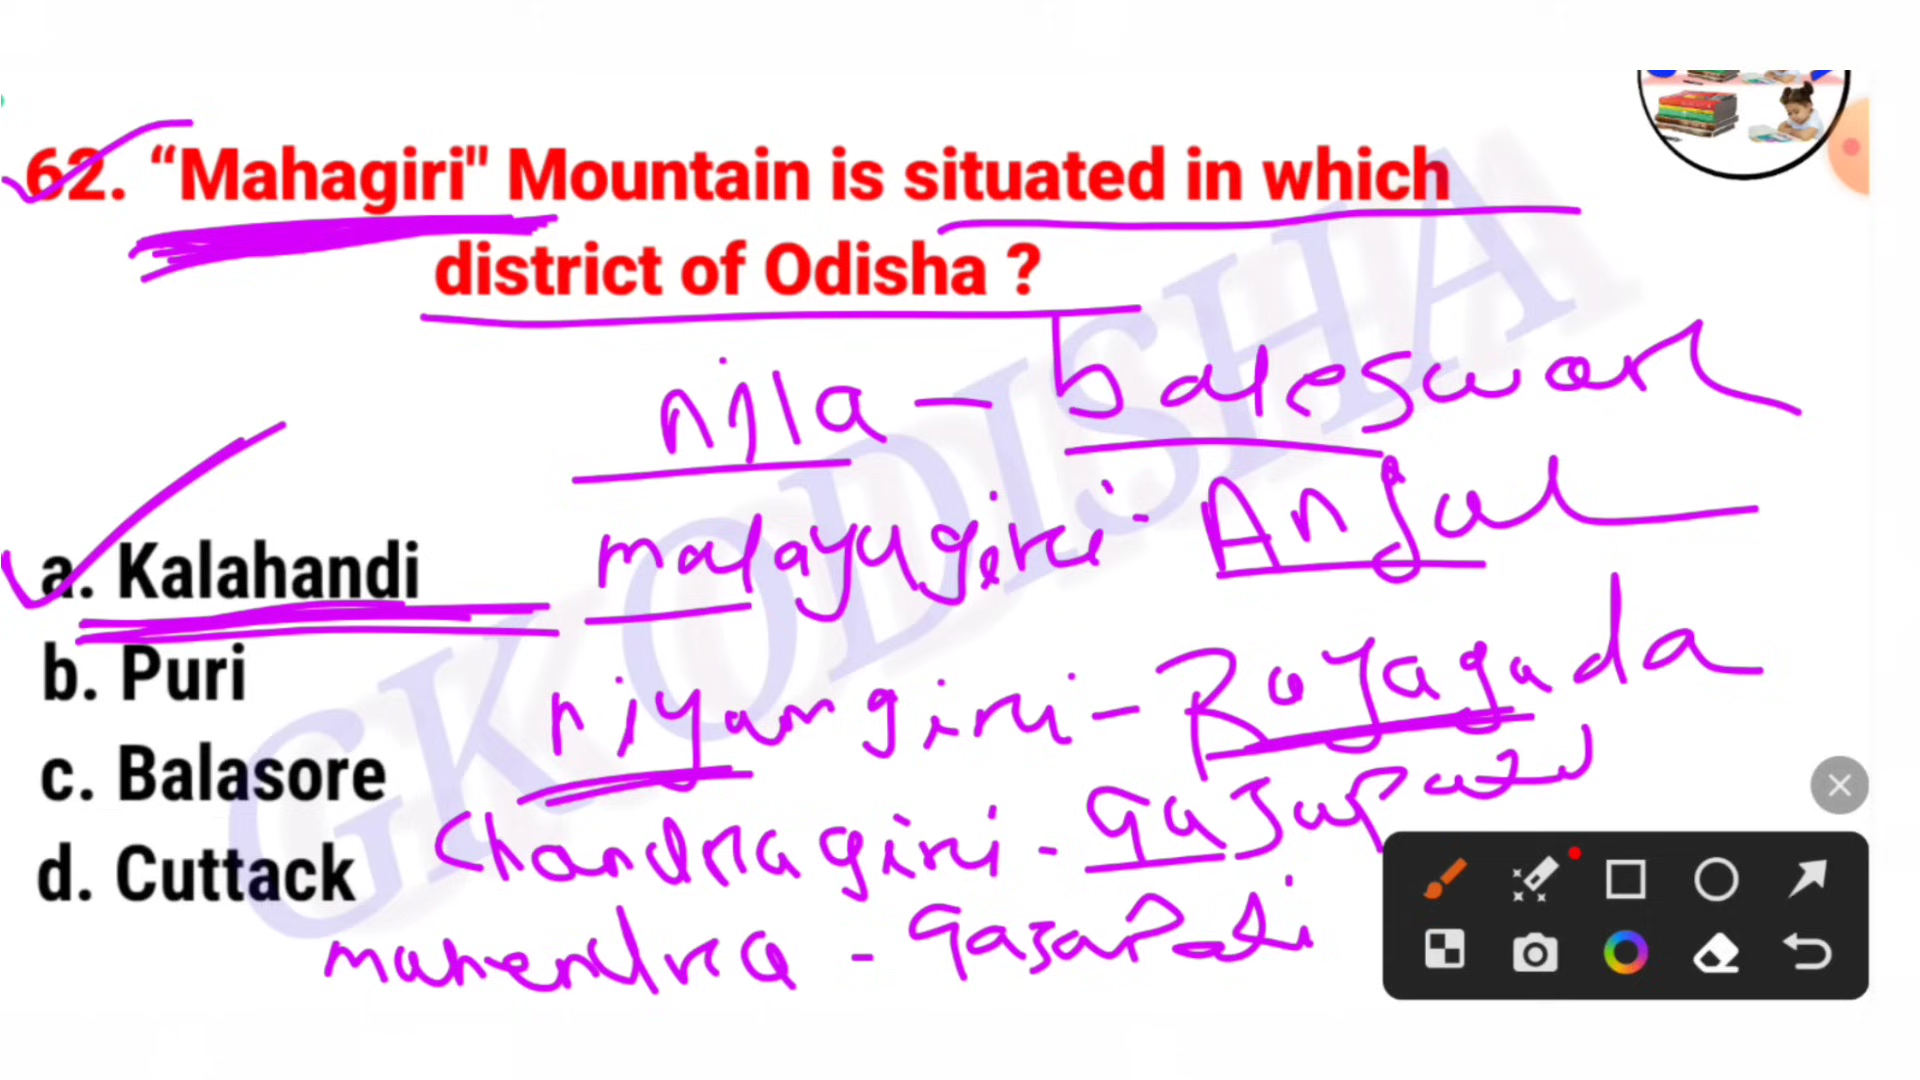 62. “Mahagiri" Mountain is situated in which
district of Odisha ?
nila - baleswar
a. Kalahandi
malayagiri - Angul
b. Puri
niyamgiri - Rayagada
c. Balasore
chandragiri - gajapati
d. Cuttack
mahendra - gajapati
GK ODISHA